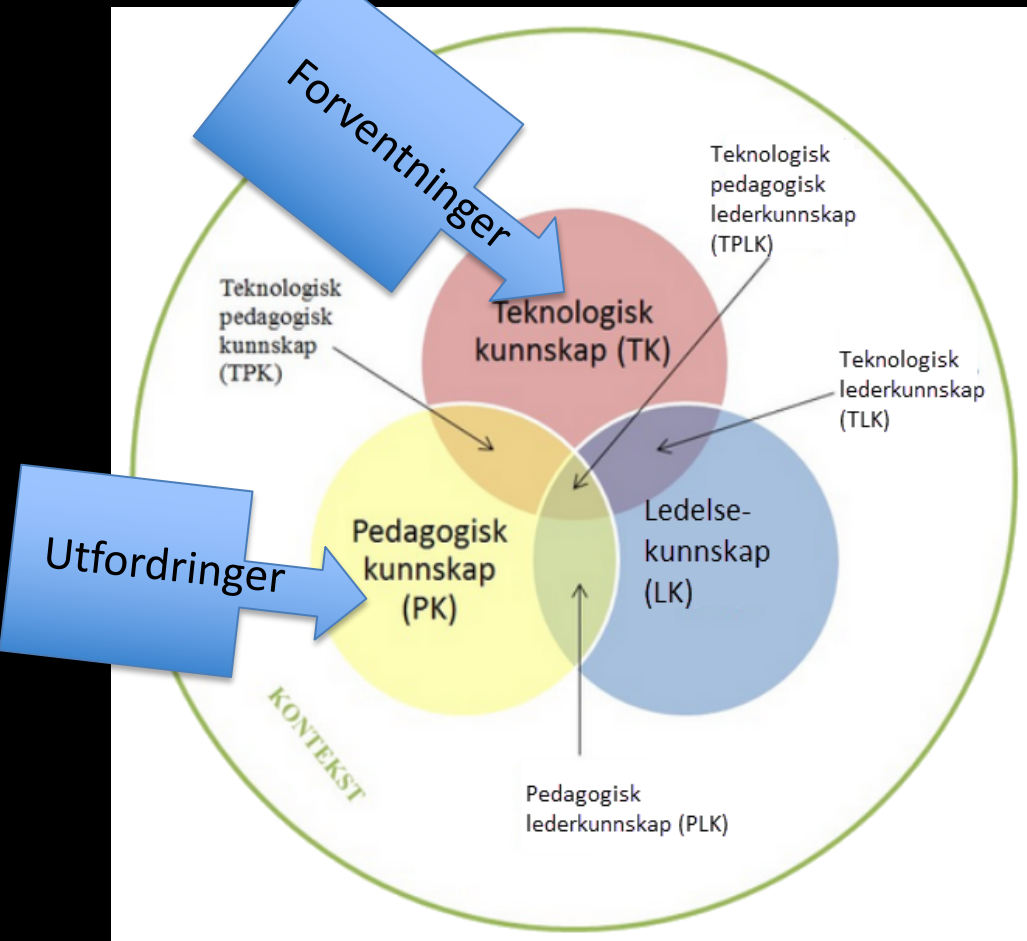 Forventninger
Teknologisk
pedagogisk
lederkunnskap
(TPLK)
Teknologisk
pedagogisk
kunnskap
(TPK)
Teknologisk
kunnskap (TK)
Teknologisk
lederkunnskap
(TLK)
Utfordringer
Pedagogisk
kunnskap
(PK)
Ledelse-
kunnskap
(LK)
KONTEKST
Pedagogisk
lederkunnskap (PLK)